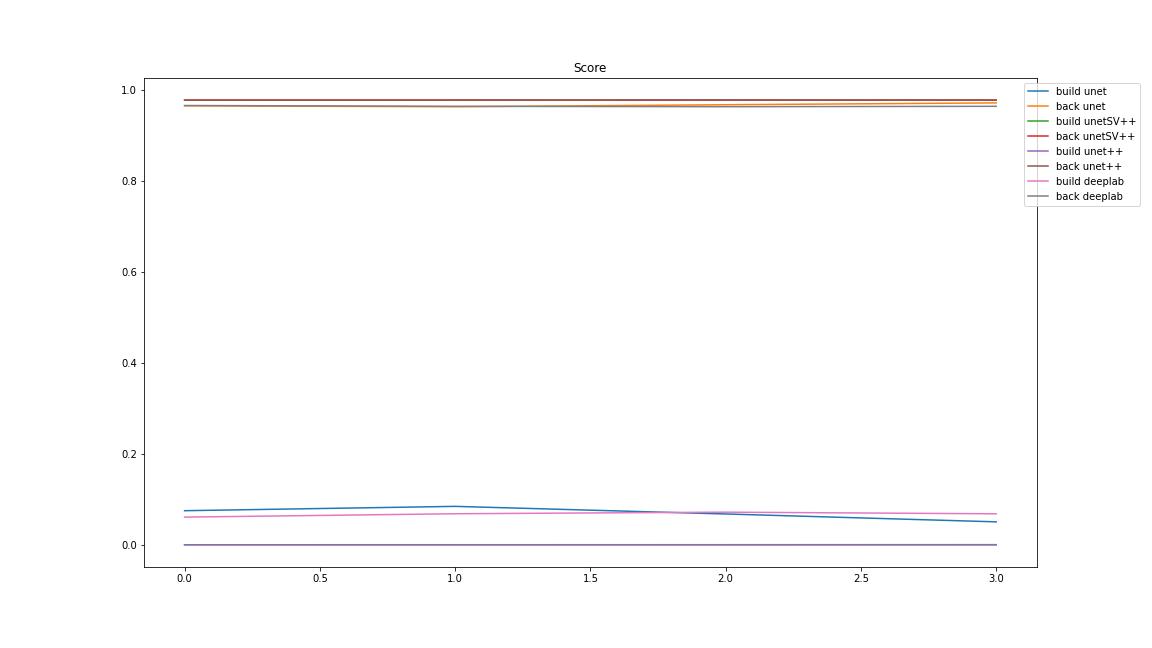 Score
1.0
0.8
0.6
0.4
0.2
0.0
0.0 0.5 1.0 1.5 2.0 2.5 3.0
build unet
back unet
build unetSV++
back unetSV++
build unet++
back unet++
build deeplab
back deeplab